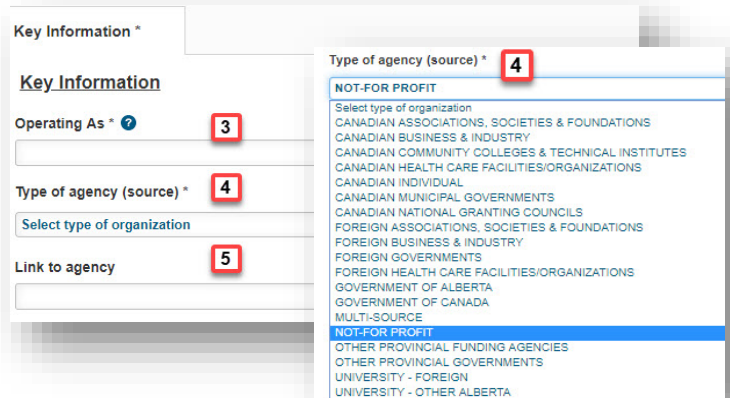 Key Information *
Key Information
Operating As * ?
3
Type of agency (source) *
4
Select type of organization
Link to agency
5
Type of agency (source) *
4
NOT-FOR PROFIT
Select type of organization
CANADIAN ASSOCIATIONS, SOCIETIES & FOUNDATIONS
CANADIAN BUSINESS & INDUSTRY
CANADIAN COMMUNITY COLLEGES & TECHNICAL INSTITUTES
CANADIAN HEALTH CARE FACILITIES/ORGANIZATIONS
CANADIAN INDIVIDUAL
CANADIAN MUNICIPAL GOVERNMENTS
CANADIAN NATIONAL GRANTING COUNCILS
FOREIGN ASSOCIATIONS, SOCIETIES & FOUNDATIONS
FOREIGN BUSINESS & INDUSTRY
FOREIGN GOVERNMENTS
FOREIGN HEALTH CARE FACILITIES/ORGANIZATIONS
GOVERNMENT OF ALBERTA
GOVERNMENT OF CANADA
MULTI-SOURCE
NOT-FOR PROFIT
OTHER PROVINCIAL FUNDING AGENCIES
OTHER PROVINCIAL GOVERNMENTS
UNIVERSITY - FOREIGN
UNIVERSITY - OTHER ALBERTA